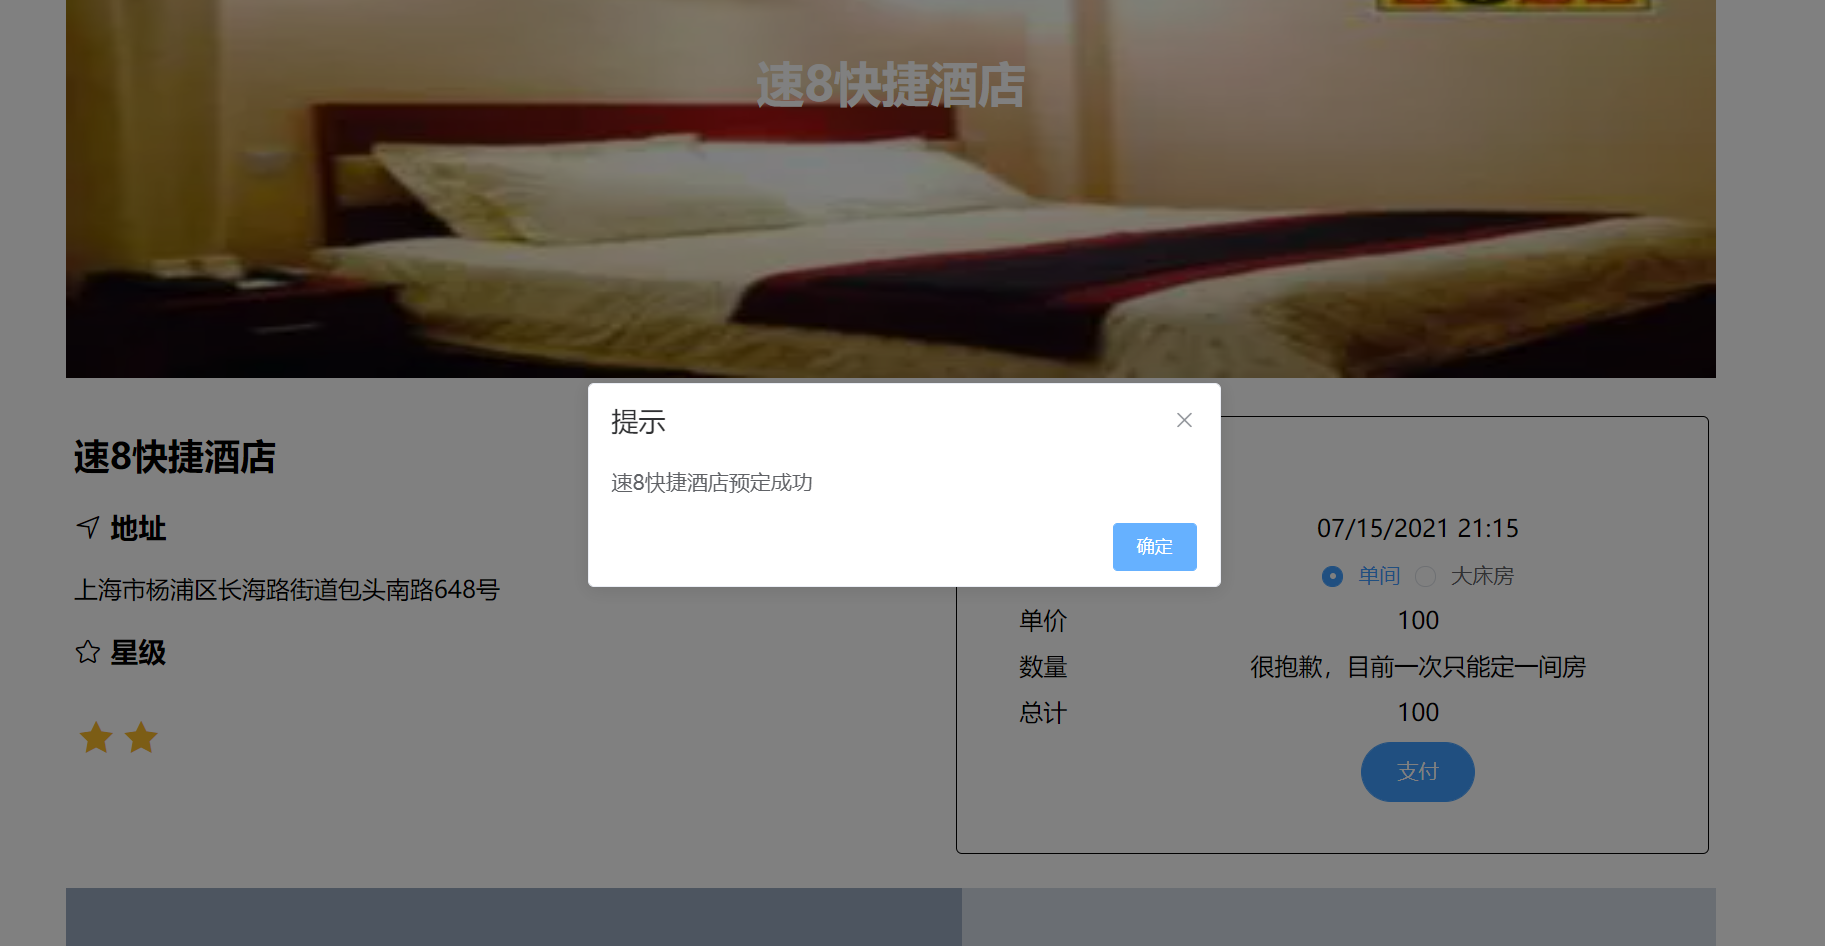 速8快捷酒店
提示
速8快捷酒店预定成功
确定
速8快捷酒店
地址
上海市杨浦区长海路街道包头南路648号
星级
07/15/2021 21:15
单间 大床房
单价 100
数量 很抱歉，目前一次只能定一间房
总计 100
支付